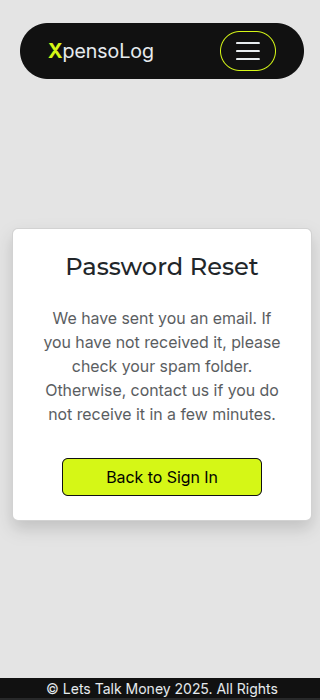 XpensoLog
Password Reset
We have sent you an email. If
you have not received it, please
check your spam folder.
Otherwise, contact us if you do
not receive it in a few minutes.
Back to Sign In
© Lets Talk Money 2025. All Rights